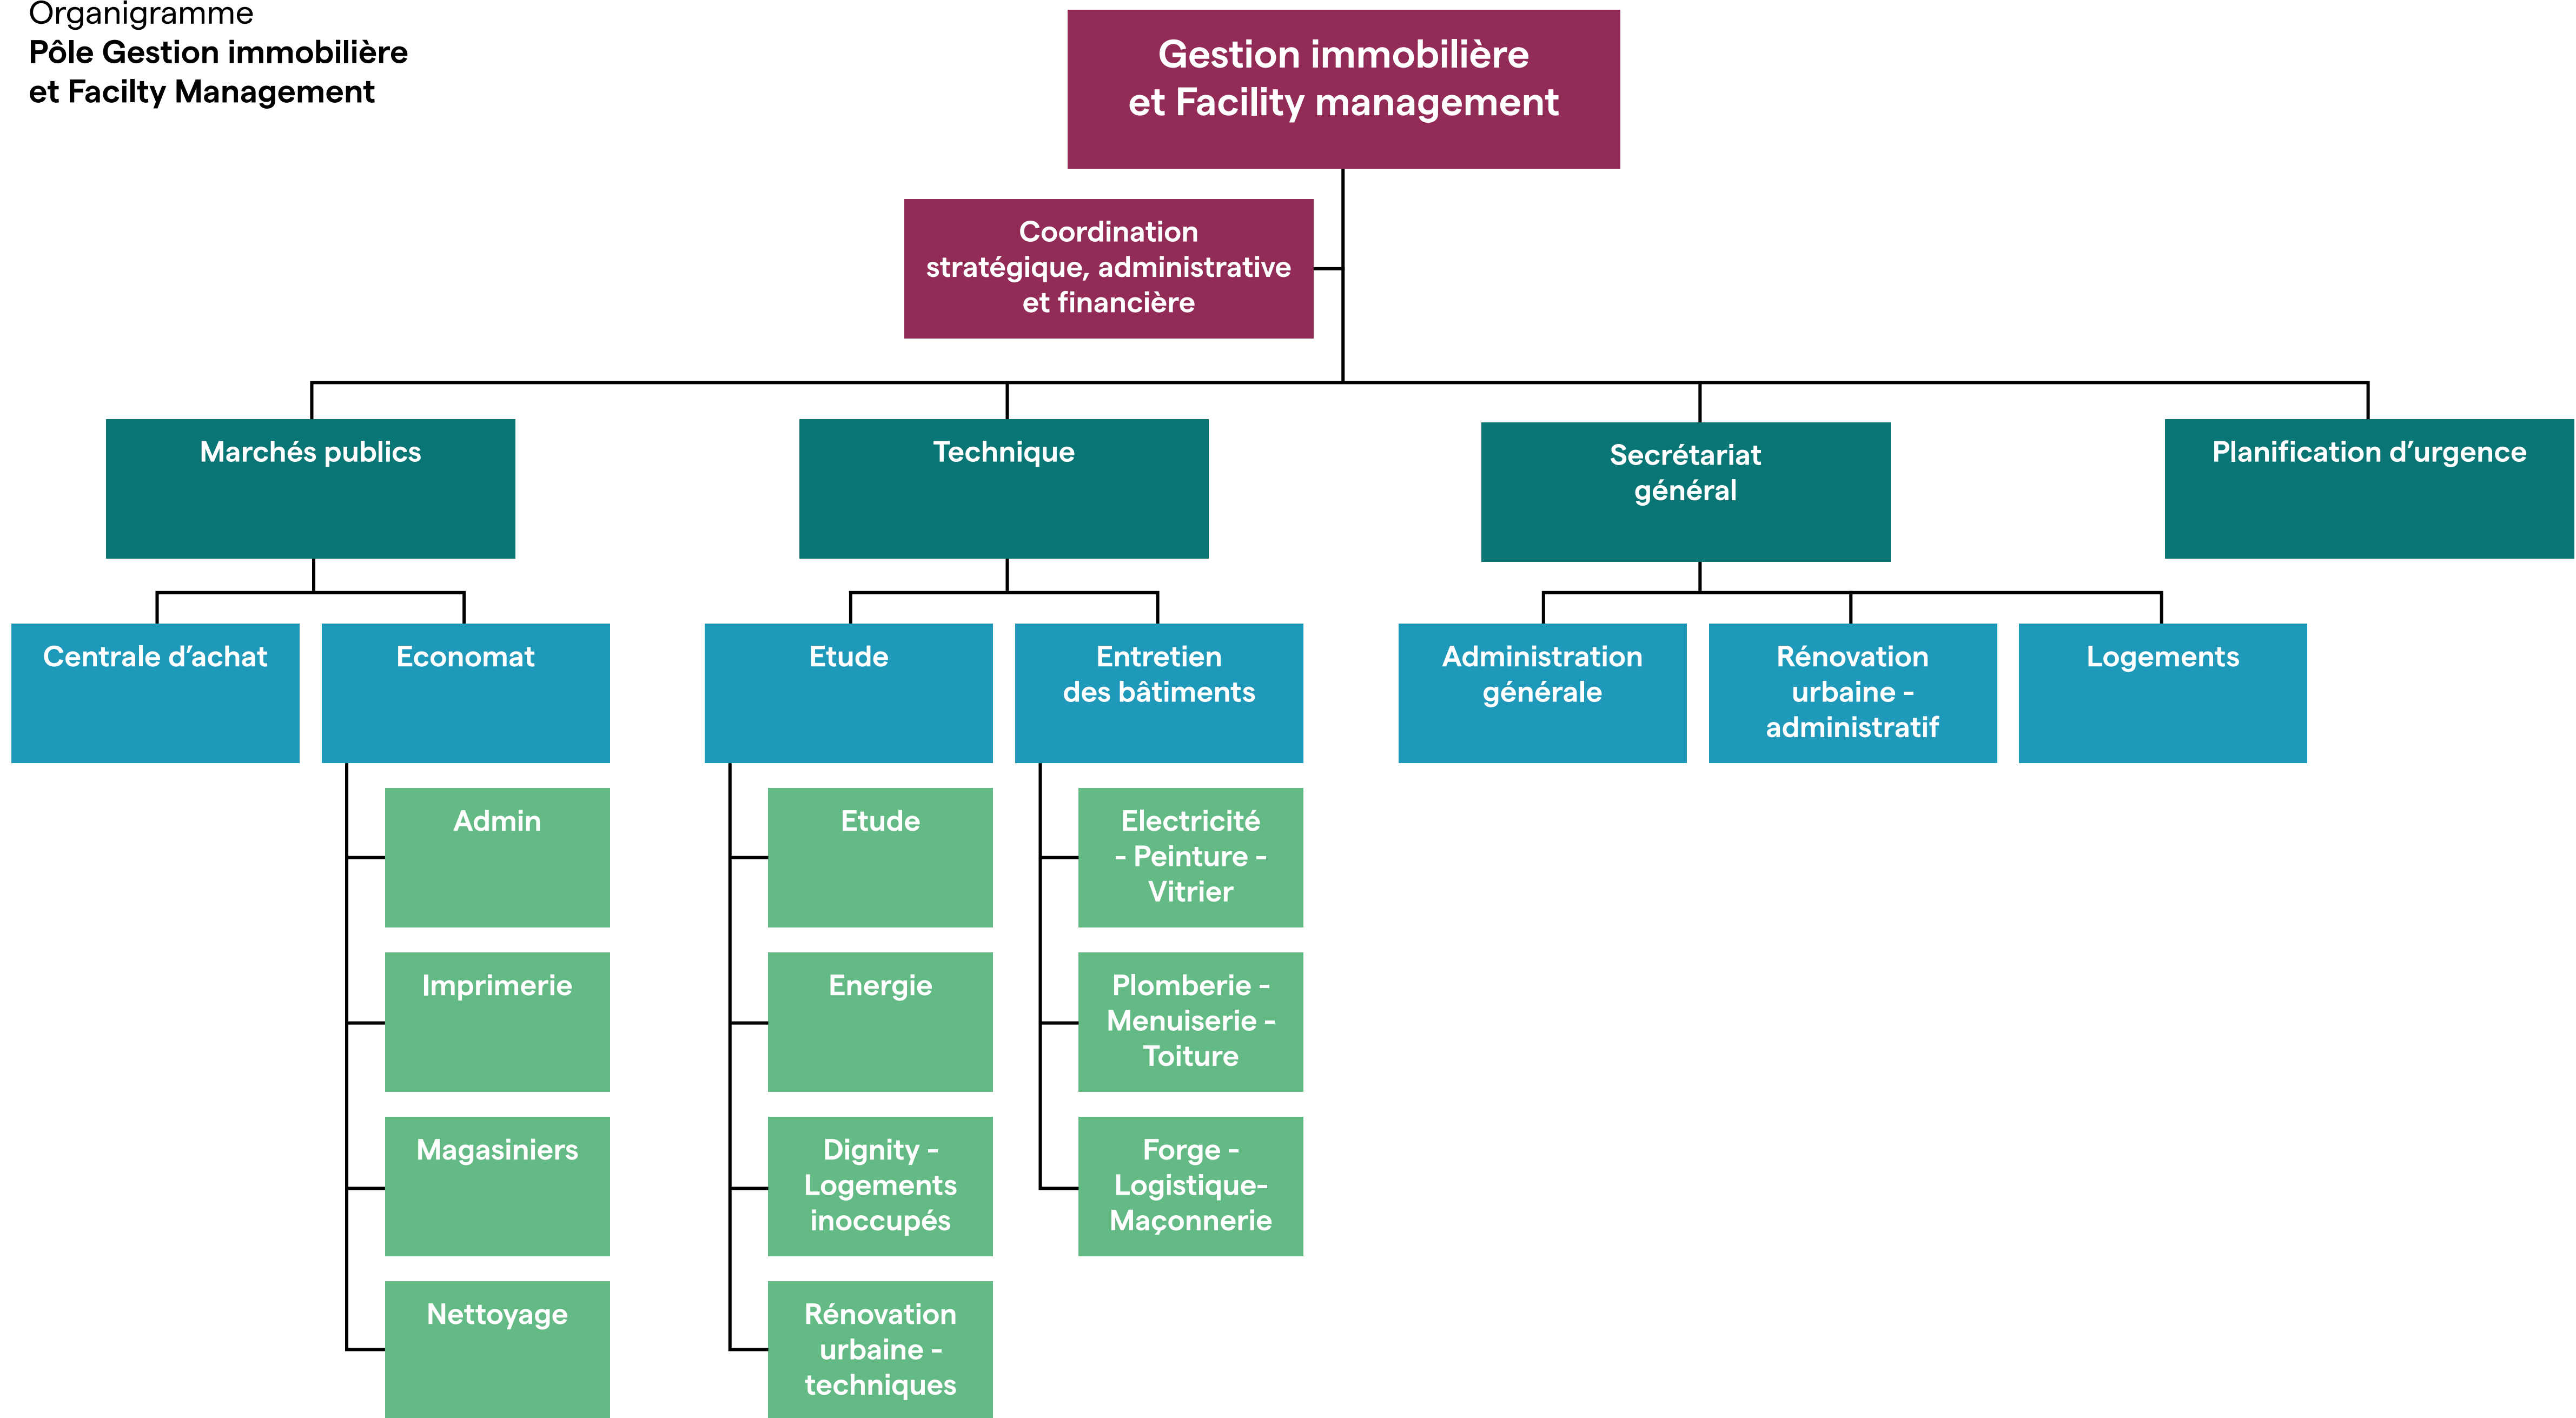 Organigramme
Pôle Gestion immobilière
et Facilty Management
Gestion immobilière
et Facility management
Coordination
stratégique, administrative
et financière
Marchés publics
Technique
Secrétariat
général
Planification d’urgence
Centrale d’achat
Economat
Etude
Entretien
des bâtiments
Administration
générale
Rénovation
urbaine -
administratif
Logements
Admin
Imprimerie
Magasiniers
Nettoyage
Etude
Energie
Dignity -
Logements
inoccupés
Rénovation
urbaine -
techniques
Electricité
- Peinture -
Vitrier
Plomberie -
Menuiserie -
Toiture
Forge -
Logistique-
Maçonnerie